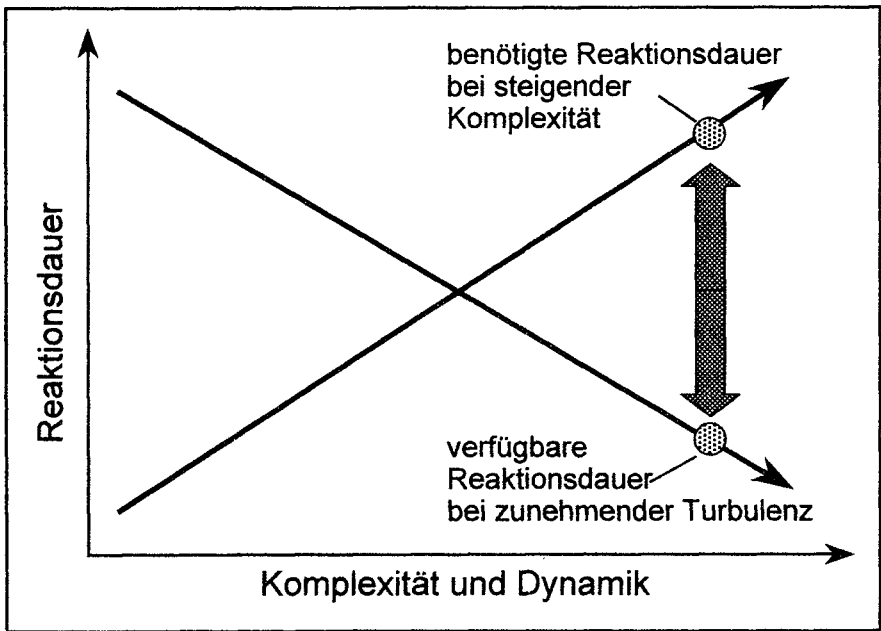 benötigte Reaktionsdauer
bei steigender
Komplexität
Reaktionsdauer
verfügbare
Reaktionsdauer
bei zunehmender Turbulenz
Komplexität und Dynamik